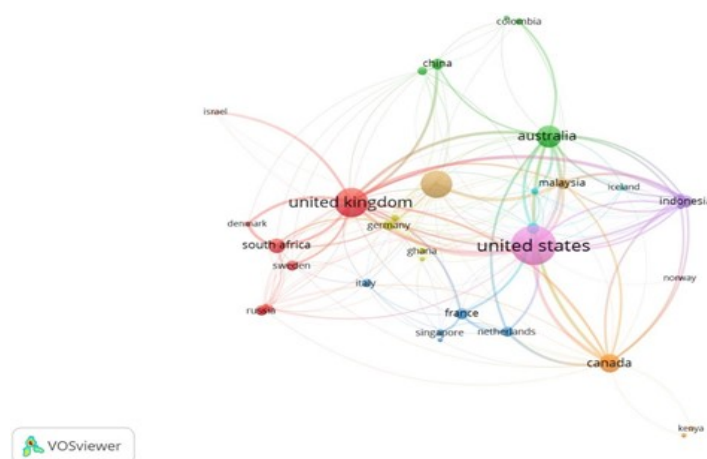 colombia
china
israel
australia
malaysia
iceland
united kingdom
indonesia
denmark
germany
south africa
united states
ghana
sweden
italy
norway
russia
france
singapore
netherlands
canada
kenya
VOSviewer